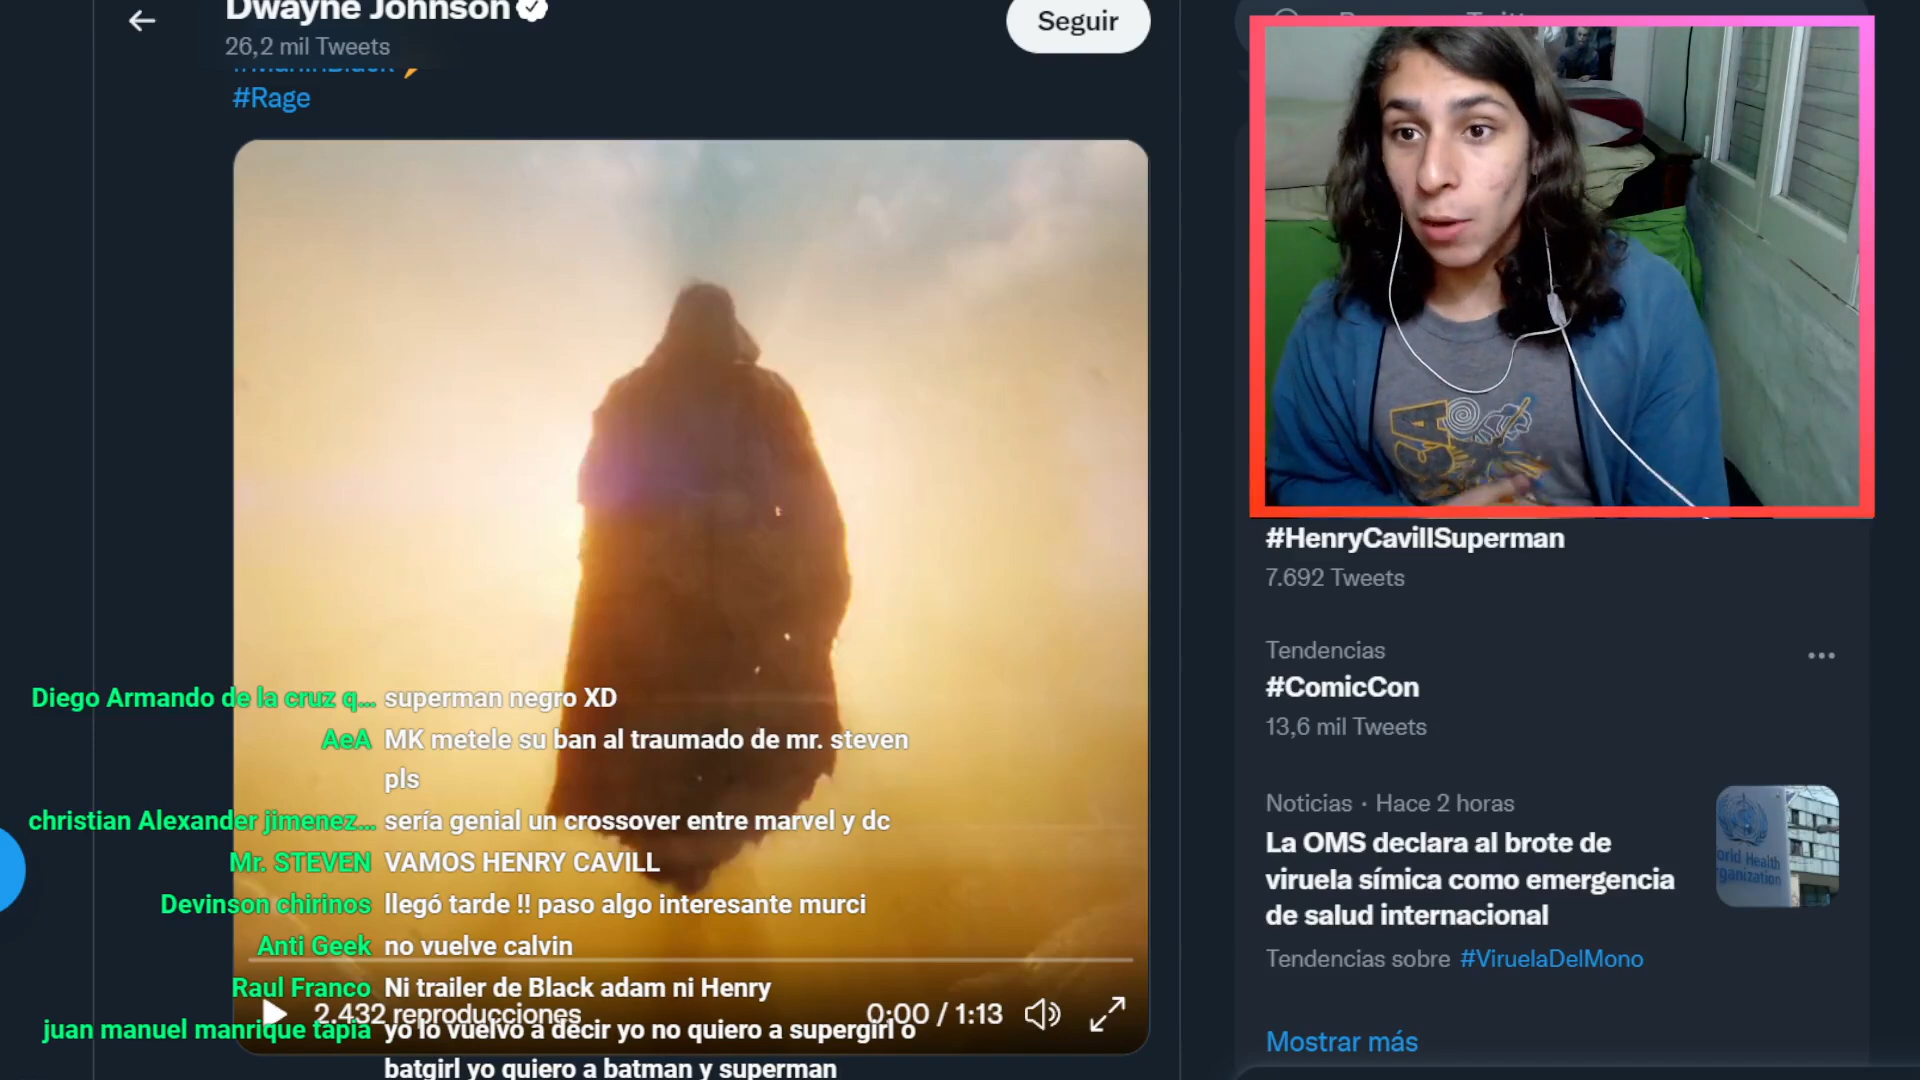 Dwayne Johnson
26,2 mil Tweets
Seguir
#Rage
#HenryCavillSuperman
7.692 Tweets
Tendencias
#ComicCon
13,6 mil Tweets
Noticias · Hace 2 horas
La OMS declara al brote de
viruela símica como emergencia
de salud internacional
Tendencias sobre #ViruelaDelMono
Mostrar más
Diego Armando de la cruz q... superman negro XD
AeA MK metele su ban al traumado de mr. steven
pls
christian Alexander jimenez... sería genial un crossover entre marvel y dc
Mr. STEVEN VAMOS HENRY CAVILL
Devinson chirinos llegó tarde !! paso algo interesante murci
Anti Geek no vuelve calvin
Raul Franco Ni trailer de Black adam ni Henry
2.432 reproducciones
0:00 / 1:13
juan manuel manrique tapia yo lo vuelvo a decir yo no quiero a supergirl o
batgirl yo quiero a batman y superman